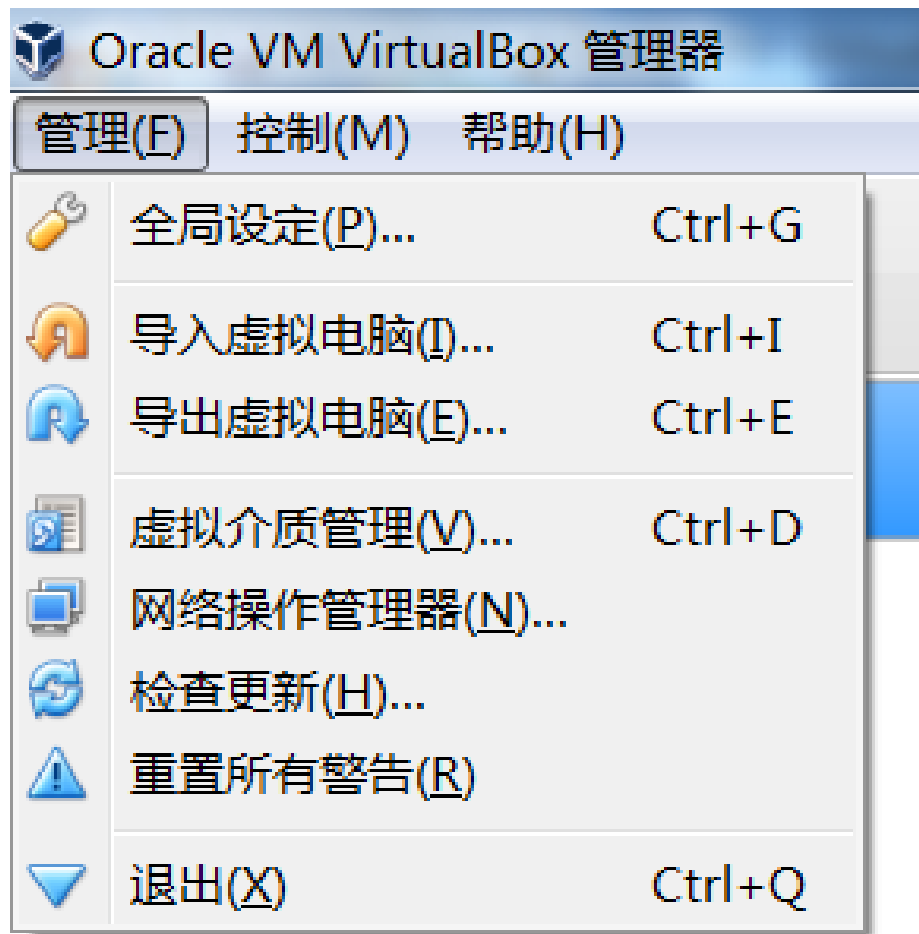 Oracle VM VirtualBox 管理器
管理(F) 控制(M) 帮助(H)
全局设定(P)... Ctrl+G
导入虚拟电脑(I)... Ctrl+I
导出虚拟电脑(E)... Ctrl+E
虚拟介质管理(V)... Ctrl+D
网络操作管理器(N)...
检查更新(H)...
重置所有警告(R)
退出(X) Ctrl+Q